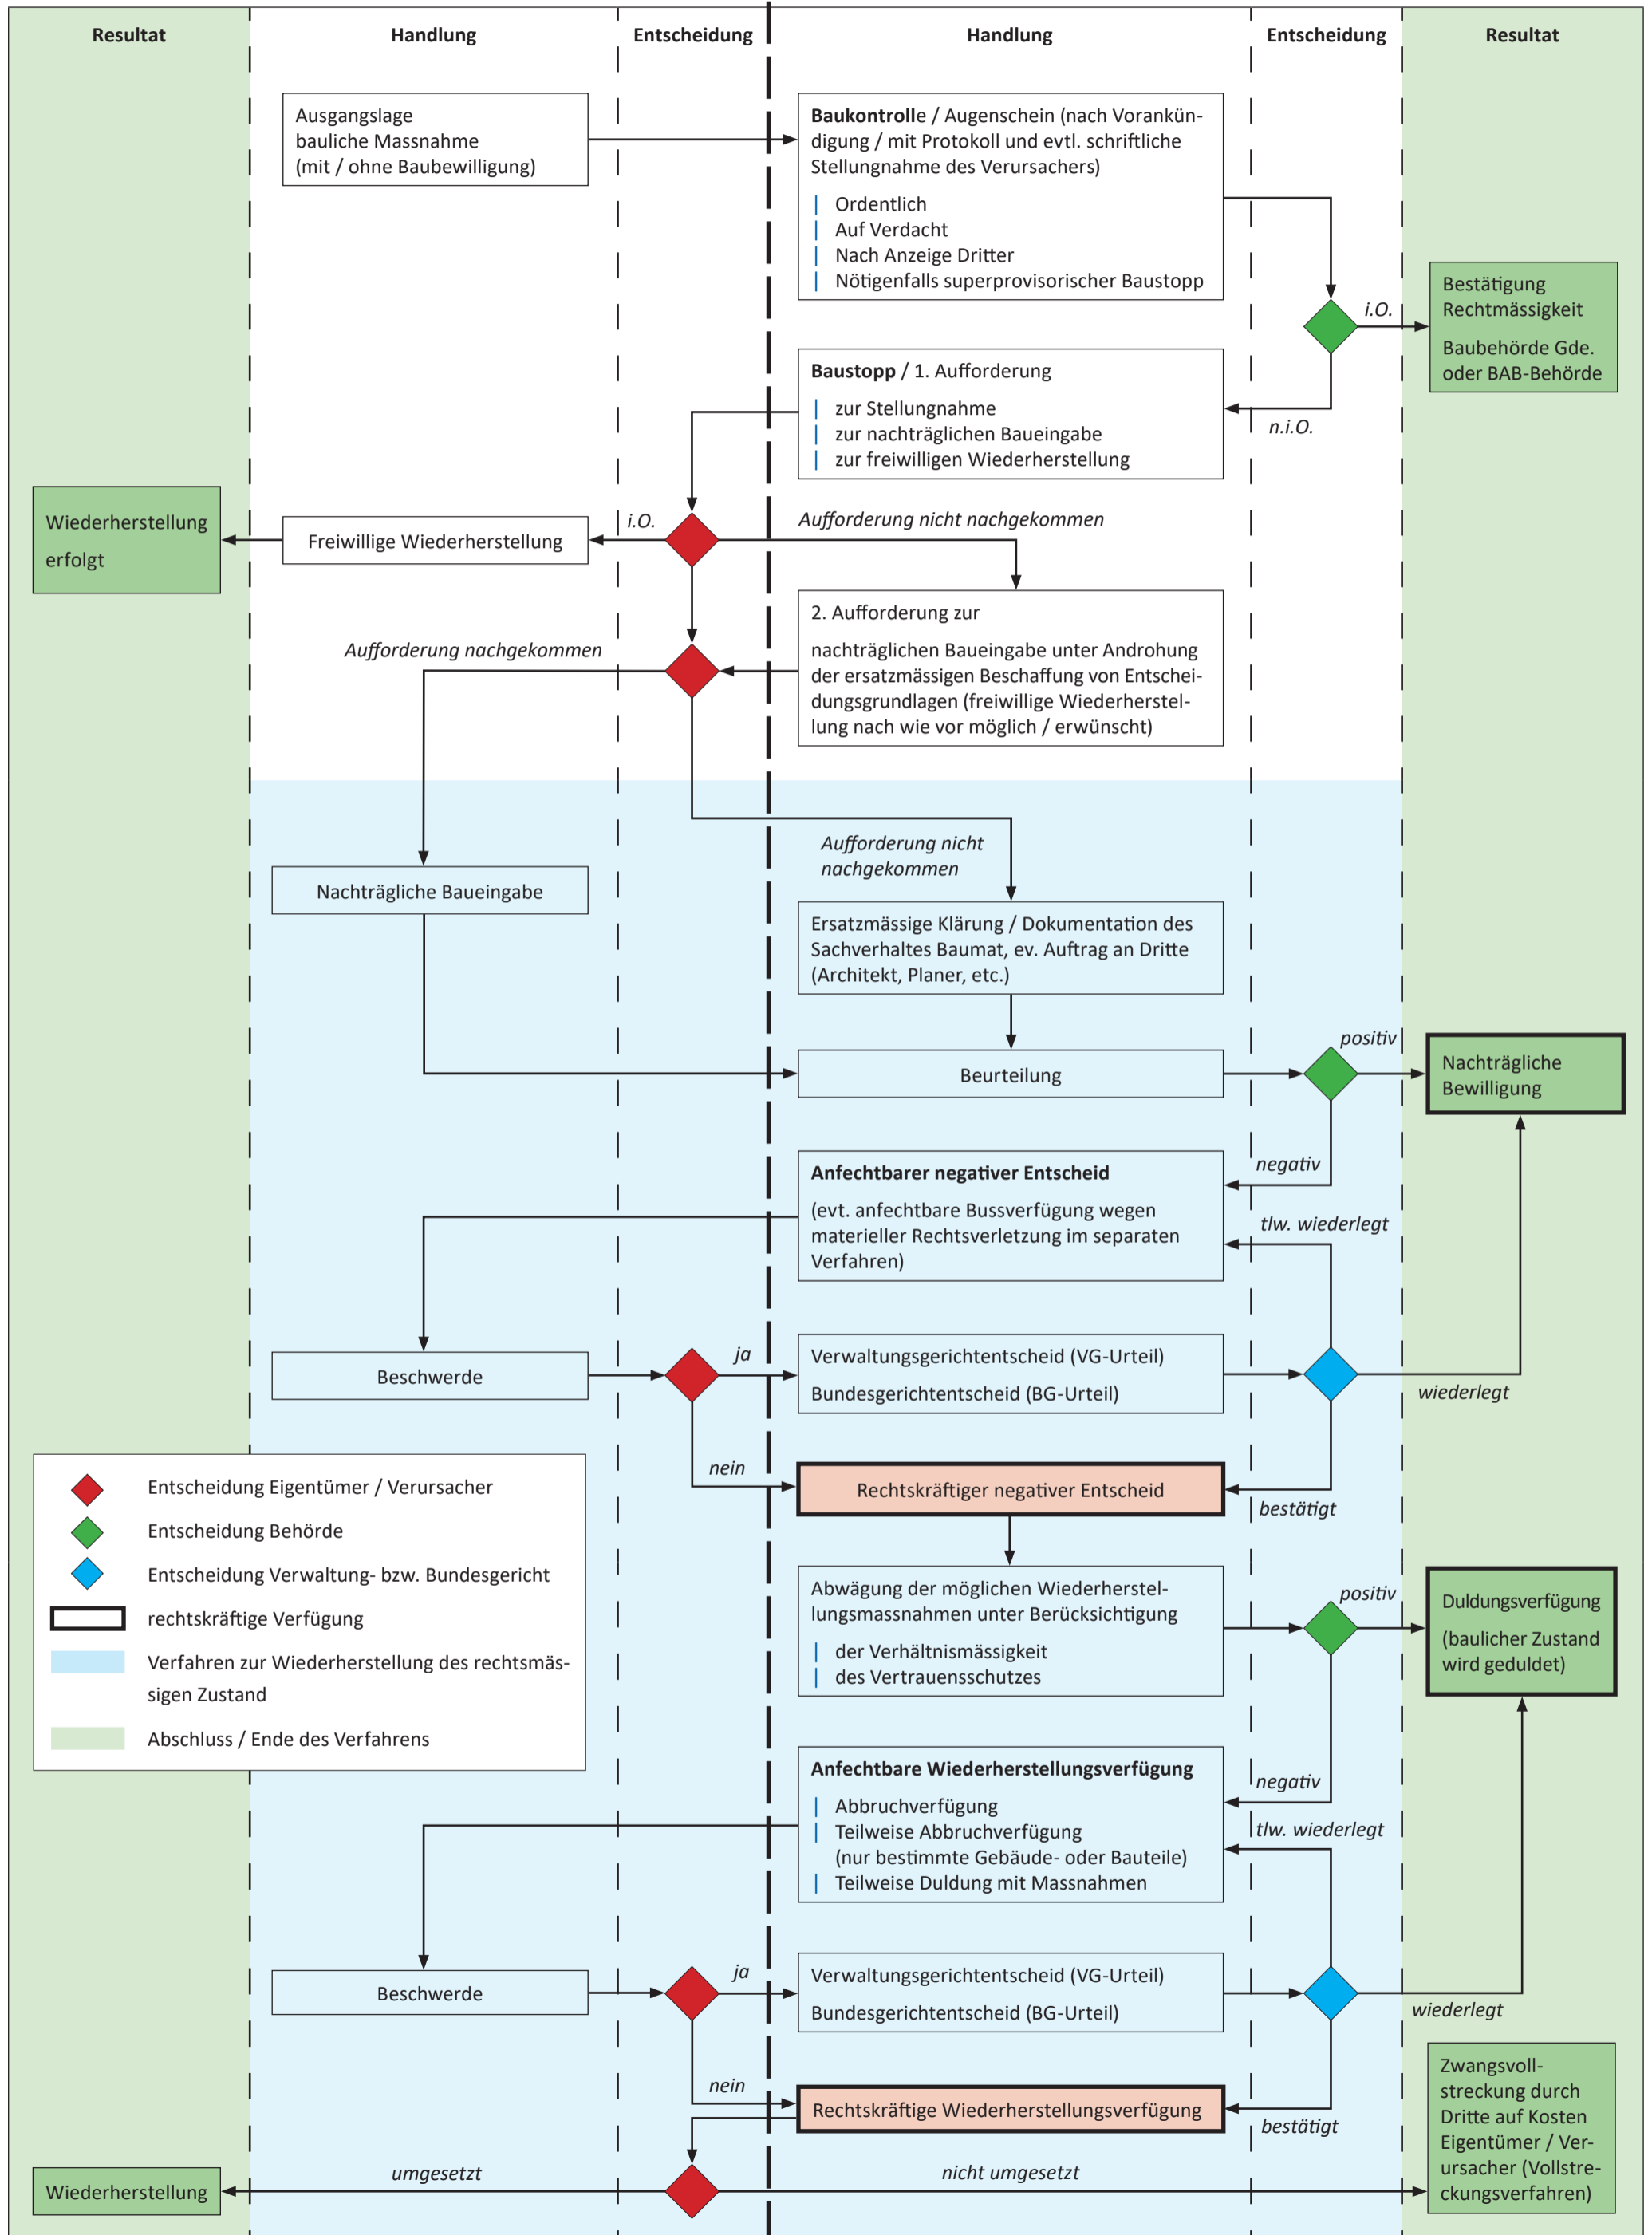 Resultat
Handlung
Entscheidung
Handlung
Entscheidung
Resultat
Ausgangslage
bauliche Massnahme
(mit / ohne Baubewilligung)
Baukontrolle / Augenschein (nach Vorankün-
digung / mit Protokoll und evtl. schriftliche
Stellungnahme des Verursachers)
Ordentlich
Auf Verdacht
Nach Anzeige Dritter
Nötigenfalls superprovisorischer Baustopp
i.O.
Bestätigung
Rechtmässigkeit
Baubehörde Gde.
oder BAB-Behörde
n.i.O.
Baustopp / 1. Aufforderung
zur Stellungnahme
zur nachträglichen Baueingabe
zur freiwilligen Wiederherstellung
Wiederherstellung
erfolgt
Freiwillige Wiederherstellung
i.O.
Aufforderung nicht nachgekommen
2. Aufforderung zur
nachträglichen Baueingabe unter Androhung
der ersatzmässigen Beschaffung von Entschei-
dungsgrundlagen (freiwillige Wiederherstel-
lung nach wie vor möglich / erwünscht)
Aufforderung nachgekommen
Aufforderung nicht
nachgekommen
Nachträgliche Baueingabe
Ersatzmässige Klärung / Dokumentation des
Sachverhaltes Baumat, ev. Auftrag an Dritte
(Architekt, Planer, etc.)
Beurteilung
positiv
Nachträgliche
Bewilligung
negativ
Anfechtbarer negativer Entscheid
(evt. anfechtbare Bussverfügung wegen
materieller Rechtsverletzung im separaten
Verfahren)
tlw. wiederlegt
Beschwerde
ja
Verwaltungsgerichtentscheid (VG-Urteil)
Bundesgerichtentscheid (BG-Urteil)
wiederlegt
nein
Rechtskräftiger negativer Entscheid
bestätigt
Entscheidung Eigentümer / Verursacher
Entscheidung Behörde
Entscheidung Verwaltung- bzw. Bundesgericht
rechtskräftige Verfügung
Verfahren zur Wiederherstellung des rechtsmäs-
sigen Zustand
Abschluss / Ende des Verfahrens
Abwägung der möglichen Wiederherstel-
lungsmassnahmen unter Berücksichtigung
der Verhältnismässigkeit
des Vertrauensschutzes
positiv
Duldungsverfügung
(baulicher Zustand
wird geduldet)
negativ
Anfechtbare Wiederherstellungsverfügung
Abbruchverfügung
Teilweise Abbruchverfügung
(nur bestimmte Gebäude- oder Bauteile)
Teilweise Duldung mit Massnahmen
tlw. wiederlegt
Beschwerde
ja
Verwaltungsgerichtentscheid (VG-Urteil)
Bundesgerichtentscheid (BG-Urteil)
wiederlegt
nein
Rechtskräftige Wiederherstellungsverfügung
bestätigt
Zwangsvoll-
streckung durch
Dritte auf Kosten
Eigentümer / Ver-
ursacher (Vollstre-
ckungsverfahren)
Wiederherstellung
umgesetzt
nicht umgesetzt